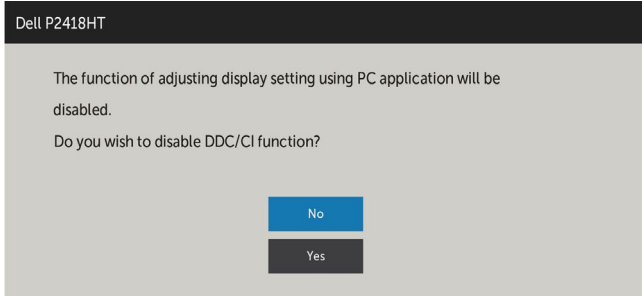 Dell P2418HT
The function of adjusting display setting using PC application will be
disabled.
Do you wish to disable DDC/CI function?
No
Yes